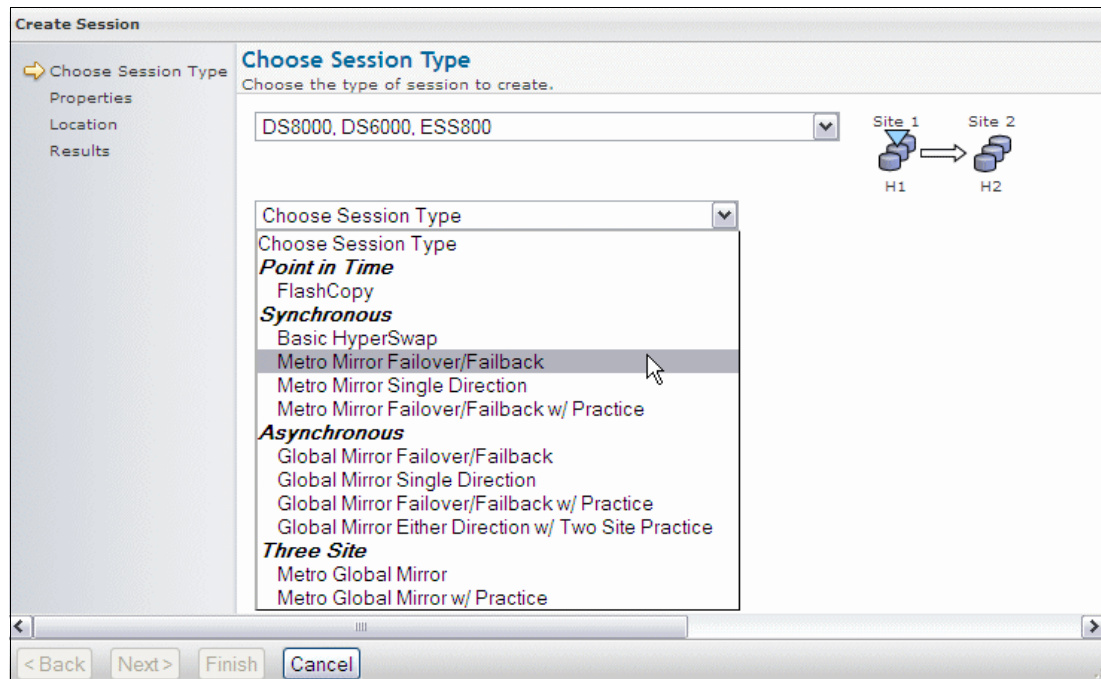 Create Session
Choose Session Type
Properties
Location
Results
Choose Session Type
Choose the type of session to create.
DS8000, DS6000, ESS800
Site 1 Site 2
H1 H2
Choose Session Type
Choose Session Type
Point in Time
FlashCopy
Synchronous
Basic HyperSwap
Metro Mirror Failover/Failback
Metro Mirror Single Direction
Metro Mirror Failover/Failback w/ Practice
Asynchronous
Global Mirror Failover/Failback
Global Mirror Single Direction
Global Mirror Failover/Failback w/ Practice
Global Mirror Either Direction w/ Two Site Practice
Three Site
Metro Global Mirror
Metro Global Mirror w/ Practice
< Back Next > Finish Cancel